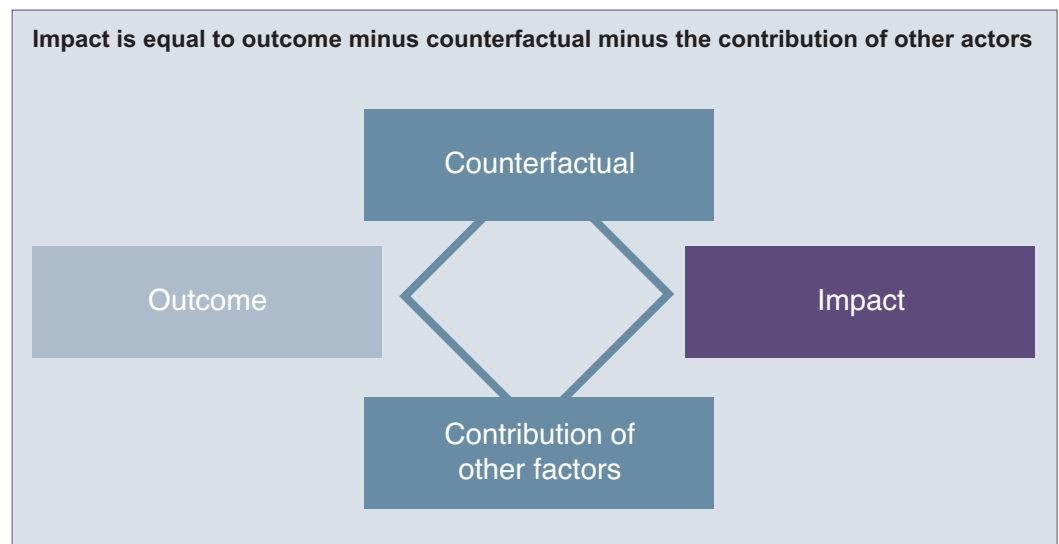 Impact is equal to outcome minus counterfactual minus the contribution of other actors
Counterfactual
Outcome
Impact
Contribution of
other factors